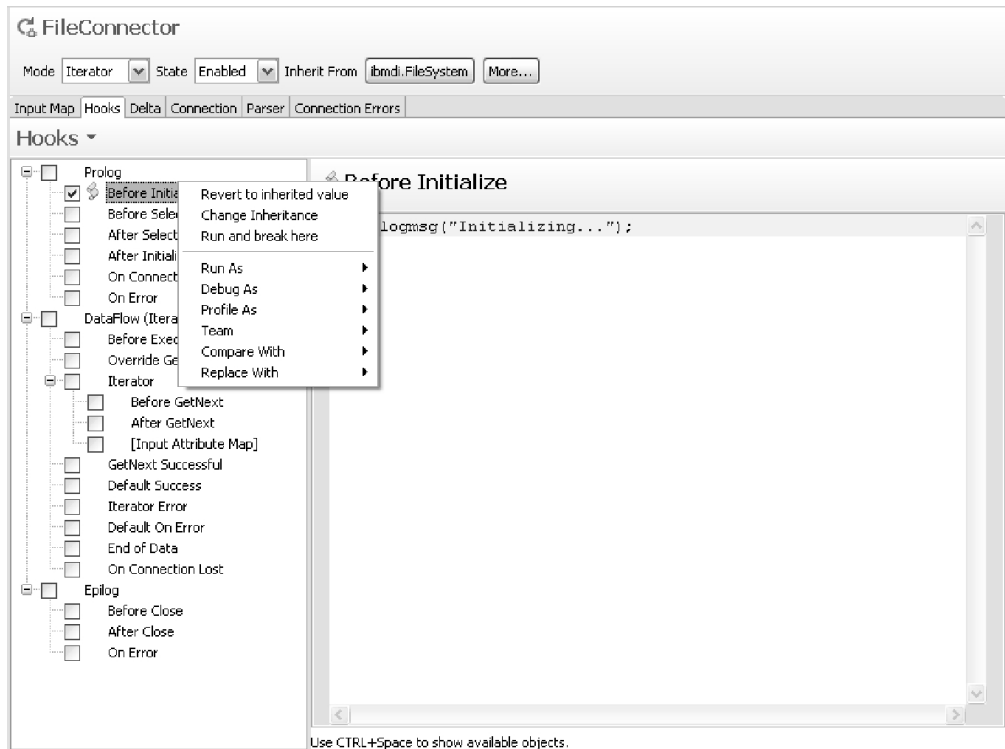 FileConnector
Mode Iterator State Enabled Inherit From ibmdi.FileSystem More...
Input Map Hooks Delta Connection Parser Connection Errors
Hooks
Prolog
Before Initia
Before Selec
After Select
After Initiali
On Connect
On Error
DataFlow (Itera
Before Exec
Override Ge
Iterator
Before GetNext
After GetNext
[Input Attribute Map]
GetNext Successful
Default Success
Iterator Error
Default On Error
End of Data
On Connection Lost
Epilog
Before Close
After Close
On Error
Revert to inherited value
Change Inheritance
Run and break here
Run As
Debug As
Profile As
Team
Compare With
Replace With
Before Initialize
logmsg("Initializing...");
Use CTRL+Space to show available objects.